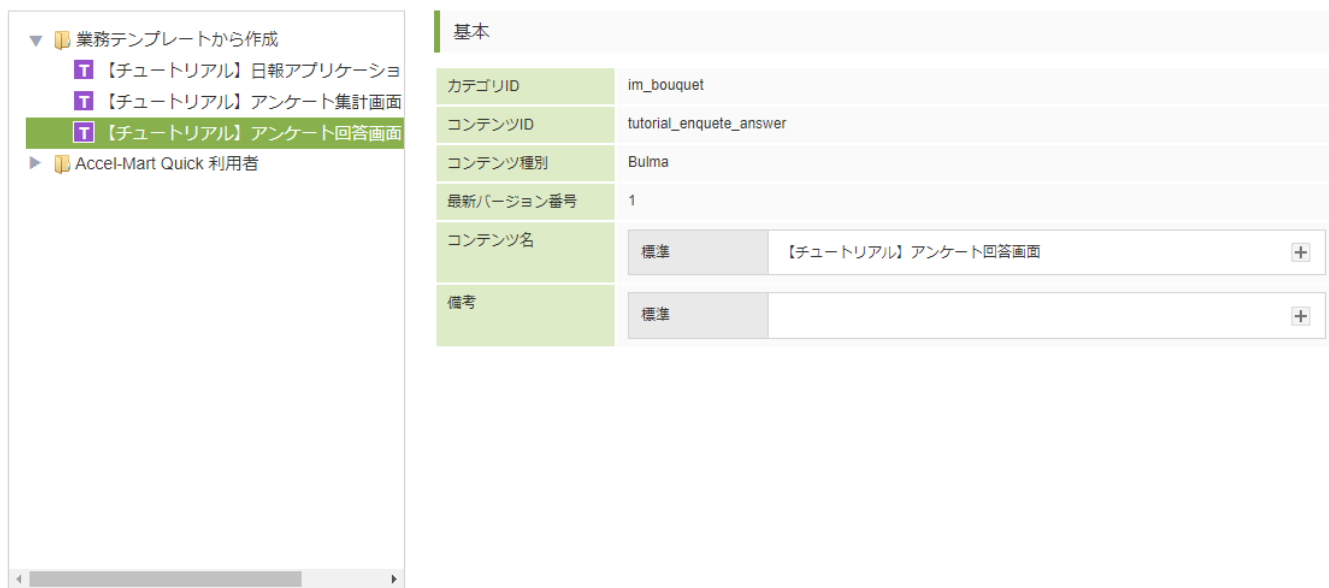 業務テンプレートから作成
T 【チュートリアル】日報アプリケーショ
T 【チュートリアル】アンケート集計画面
T 【チュートリアル】アンケート回答画面
Accel-Mart Quick 利用者
基本
カテゴリID im_bouquet
コンテンツID tutorial_enquete_answer
コンテンツ種別 Bulma
最新バージョン番号 1
コンテンツ名 標準 【チュートリアル】アンケート回答画面
備考 標準